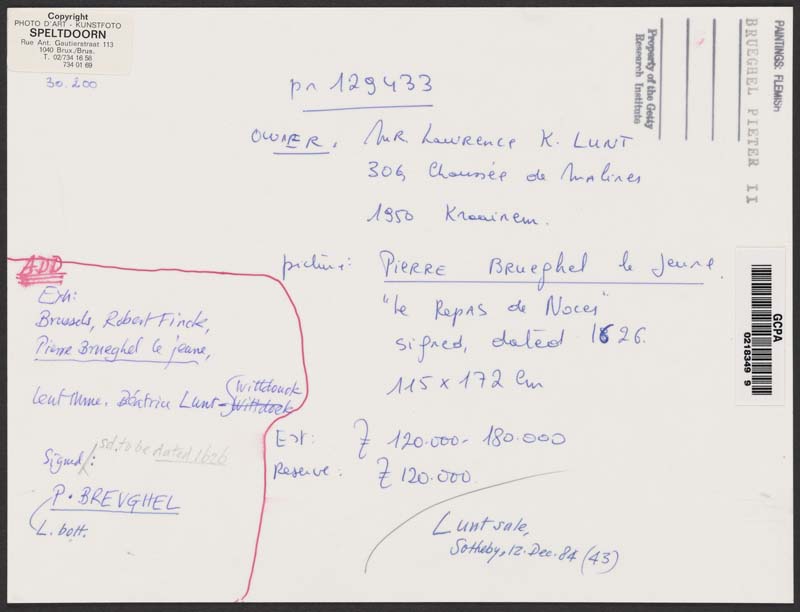 Copyright
PHOTO D'ART - KUNSTFOTO
SPELTDOORN
Rue Ant. Gautierstraat 113
1040 Brux./Brus.
T. 02/734 16 58
734 01 69
30.200
pn 129433
OWNER. MR. Lawrence K. LUNT
306, Chaussée de Malines
1950 Kraainem.
picture: PIERRE Brueghel le Jeune.
"Le Repas de Noces"
signed, dated 1626.
115 x 172 cm
Est: £ 120.000 - 180.000
Reserve: £ 120.000
Lunt sale,
Sotheby, 12. Dec. 84 (43)
ADD
Exh:
Brussels, Robert Finck,
Pierre Brueghel le jeune,
lent Mme. Béatrice Lunt - Wittdouck
Wittdock
sd. to be dated 1626
Signed:
P. BREVGHEL
L. bott.
PAINTINGS: FLEMISH
BRUEGHEL PIETER II
Property of the Getty
Research Institute
GCPA
0218349 9